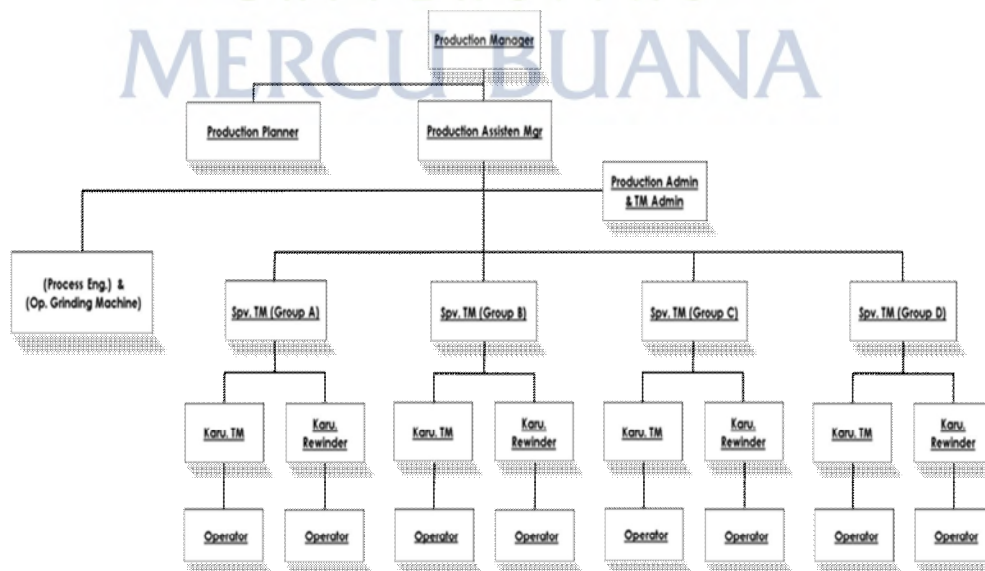 MERCU BUANA
Production Manager
Production Planner
Production Assisten Mgr
Production Admin
& TM Admin
(Process Eng.) &
(Op. Grinding Machine)
Spv. TM (Group A)
Spv. TM (Group B)
Spv. TM (Group C)
Spv. TM (Group D)
Karu. TM
Karu.
Rewinder
Karu. TM
Karu.
Rewinder
Karu. TM
Karu.
Rewinder
Karu. TM
Karu.
Rewinder
Operator
Operator
Operator
Operator
Operator
Operator
Operator
Operator